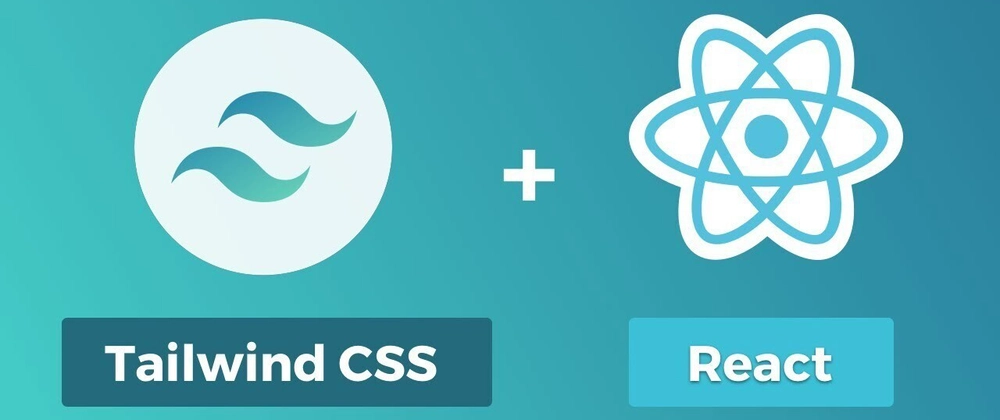 +
Tailwind CSS
React